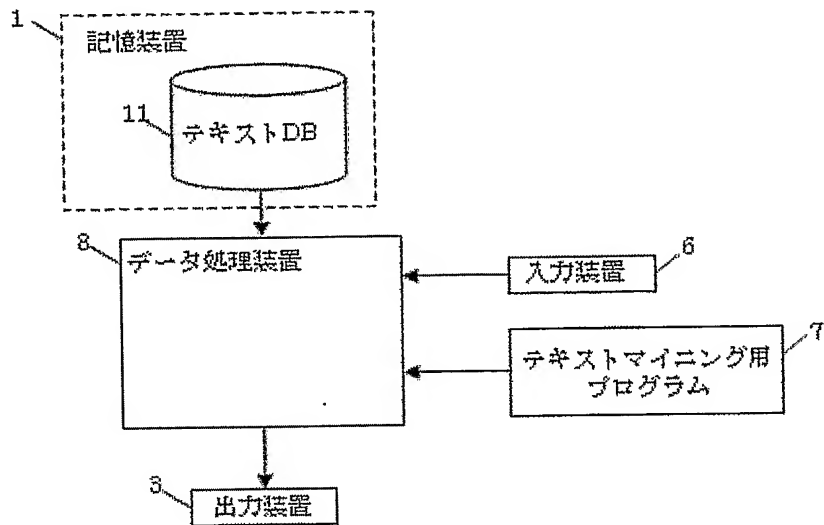 1
記憶装置
11
テキストDB
8
データ処理装置
6
入力装置
7
テキストマイニング用
プログラム
3
出力装置